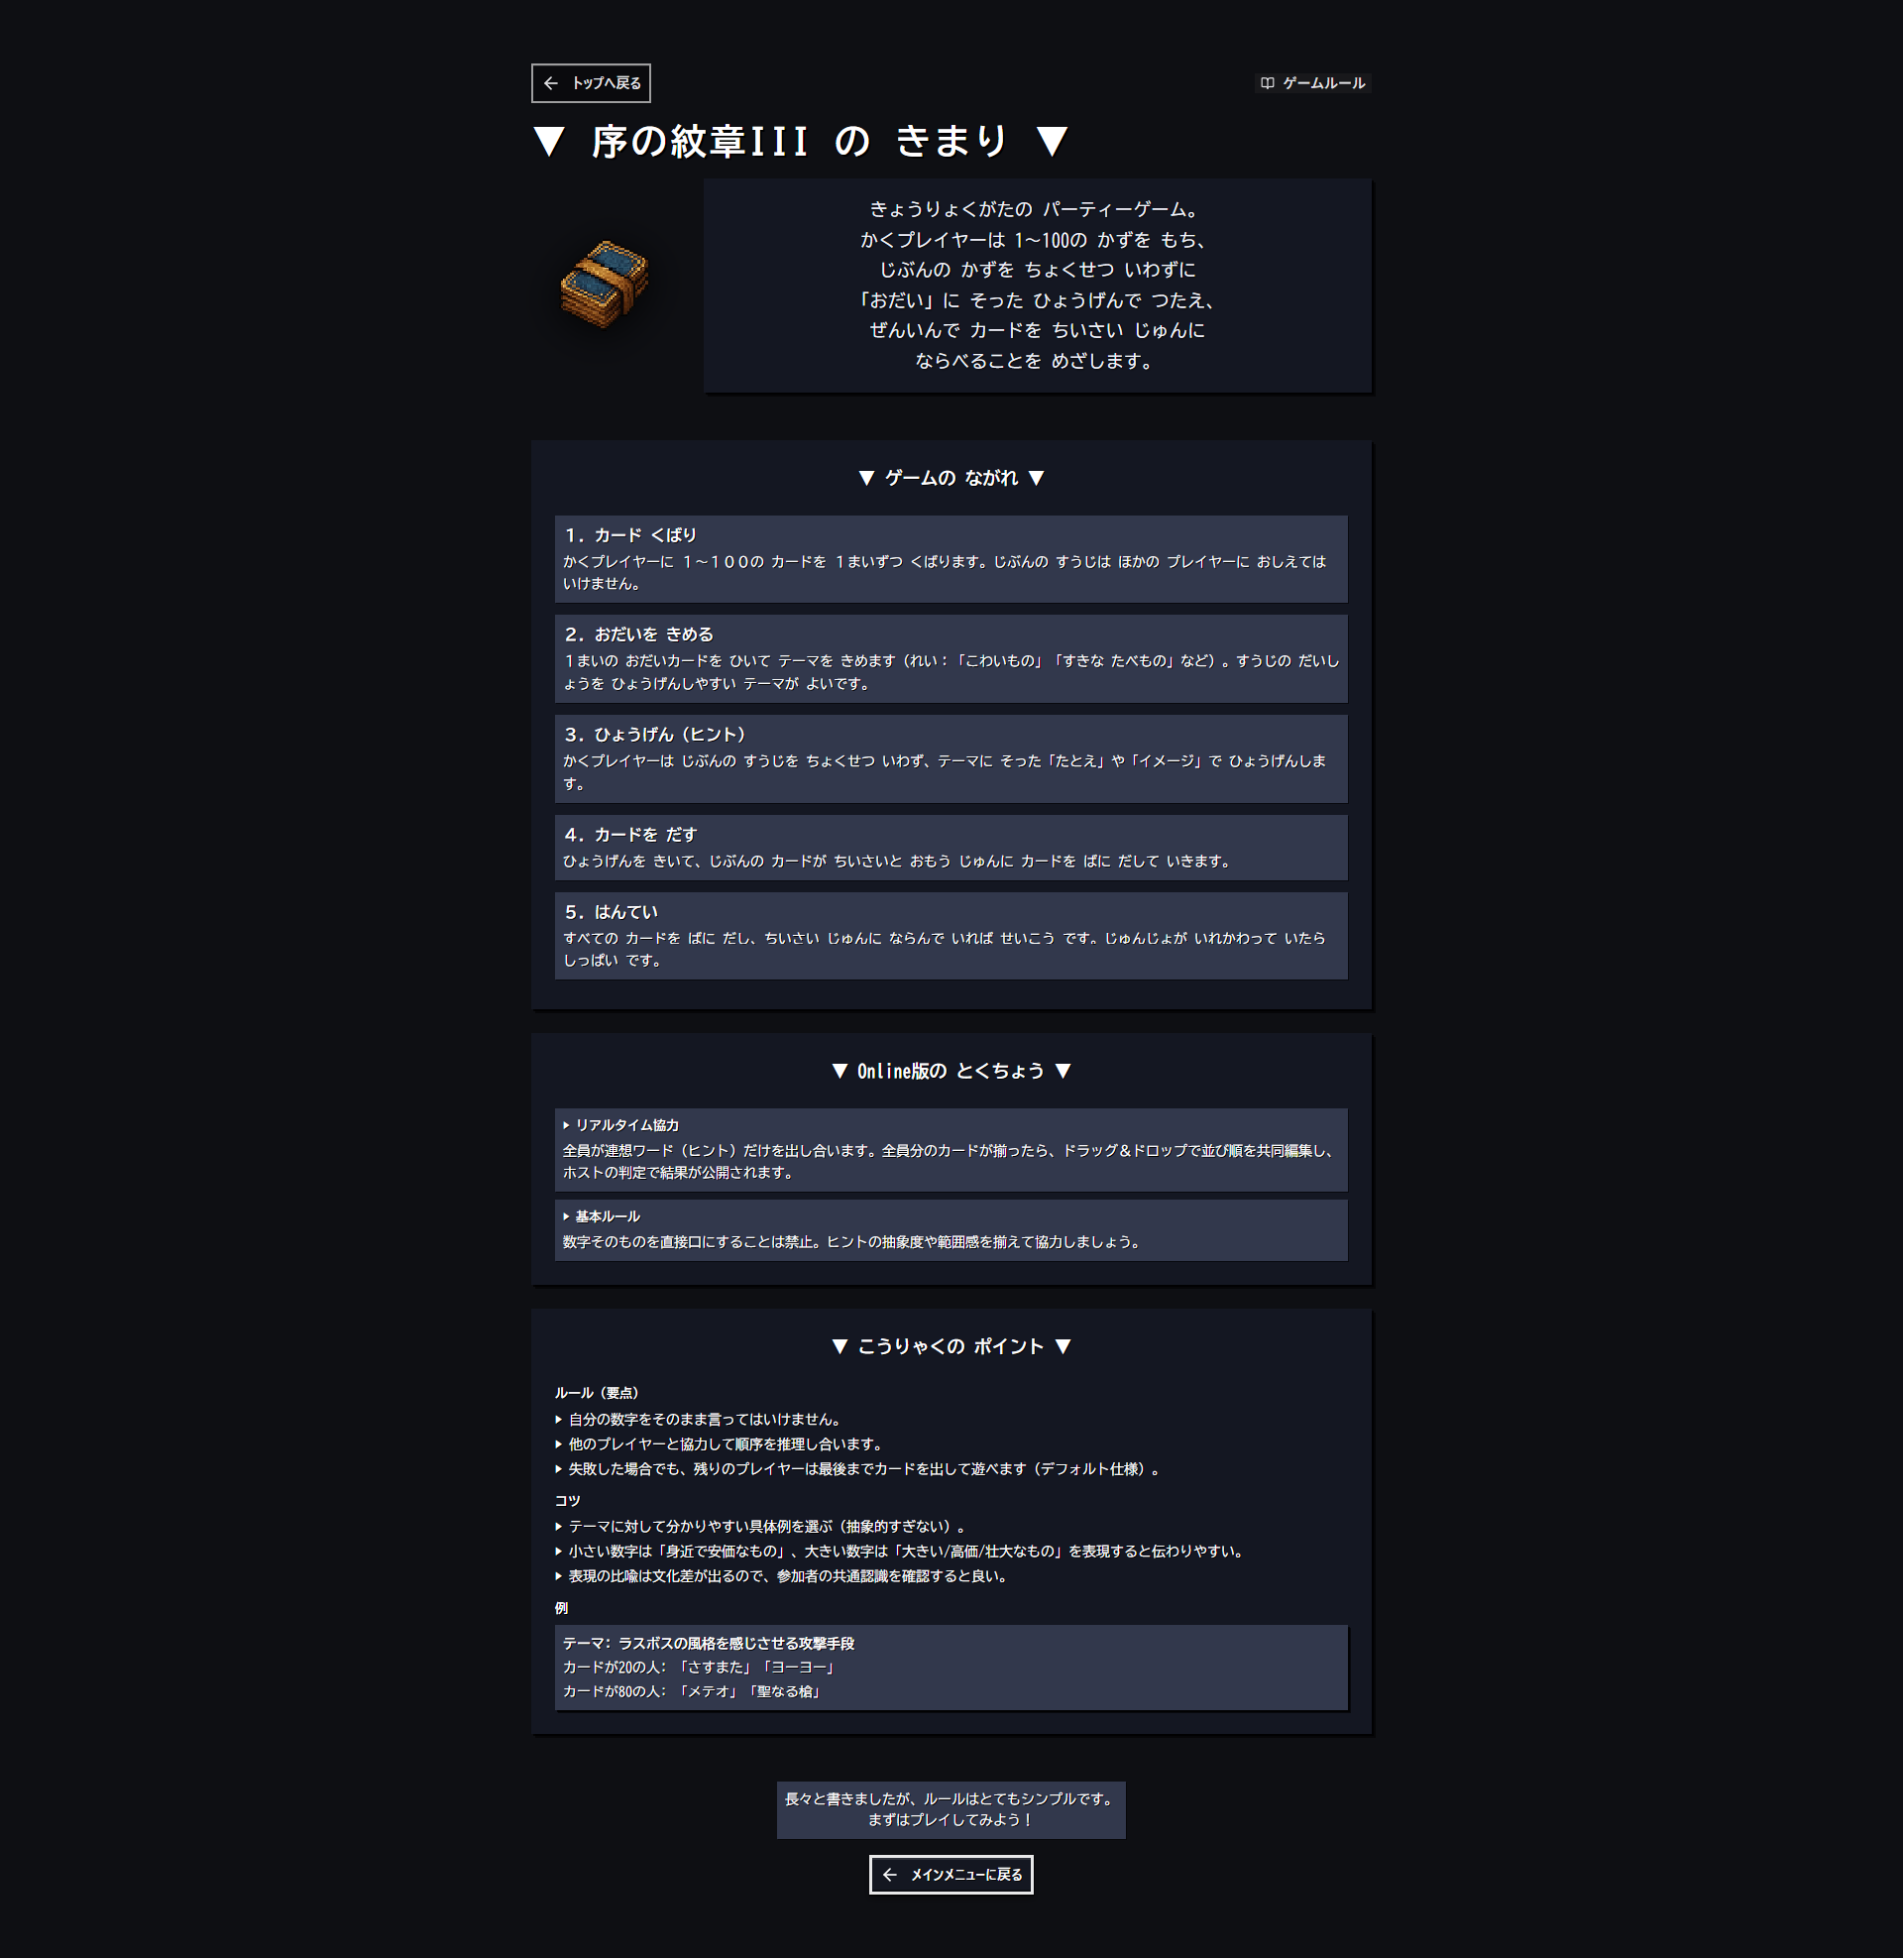 ← トップへ戻る
ゲームルール
▼ 序の紋章III の きまり ▼
きょうりょくがたの パーティーゲーム。
かくプレイヤーは 1〜100の かずを もち、
じぶんの かずを ちょくせつ いわずに
「おだい」に そった ひょうげんで つたえ、
ぜんいんで カードを ちいさい じゅんに
ならべることを めざします。
▼ ゲームの ながれ ▼
１．カード くばり
かくプレイヤーに １〜１００の カードを １まいずつ くばります。じぶんの すうじは ほかの プレイヤーに おしえては
いけません。
２．おだいを きめる
１まいの おだいカードを ひいて テーマを きめます（れい：「こわいもの」「すきな たべもの」など）。すうじの だいし
ょうを ひょうげんしやすい テーマが よいです。
３．ひょうげん（ヒント）
かくプレイヤーは じぶんの すうじを ちょくせつ いわず、テーマに そった「たとえ」や「イメージ」で ひょうげんしま
す。
４．カードを だす
ひょうげんを きいて、じぶんの カードが ちいさいと おもう じゅんに カードを ばに だして いきます。
５．はんてい
すべての カードを ばに だし、ちいさい じゅんに ならんで いれば せいこう です。じゅんじょが いれかわって いたら
しっぱい です。
▼ Online版の とくちょう ▼
▶ リアルタイム協力
全員が連想ワード（ヒント）だけを出し合います。全員分のカードが揃ったら、ドラッグ＆ドロップで並び順を共同編集し、
ホストの判定で結果が公開されます。
▶ 基本ルール
数字そのものを直接口にすることは禁止。ヒントの抽象度や範囲感を揃えて協力しましょう。
▼ こうりゃくの ポイント ▼
ルール（要点）
▶ 自分の数字をそのまま言ってはいけません。
▶ 他のプレイヤーと協力して順序を推理し合います。
▶ 失敗した場合でも、残りのプレイヤーは最後までカードを出して遊べます（デフォルト仕様）。
コツ
▶ テーマに対して分かりやすい具体例を選ぶ（抽象的すぎない）。
▶ 小さい数字は「身近で安価なもの」、大きい数字は「大きい/高価/壮大なもの」を表現すると伝わりやすい。
▶ 表現の比喩は文化差が出るので、参加者の共通認識を確認すると良い。
例
テーマ: ラスボスの風格を感じさせる攻撃手段
カードが20の人: 「さすまた」「ヨーヨー」
カードが80の人: 「メテオ」「聖なる槍」
長々と書きましたが、ルールはとてもシンプルです。
まずはプレイしてみよう！
← メインメニューに戻る